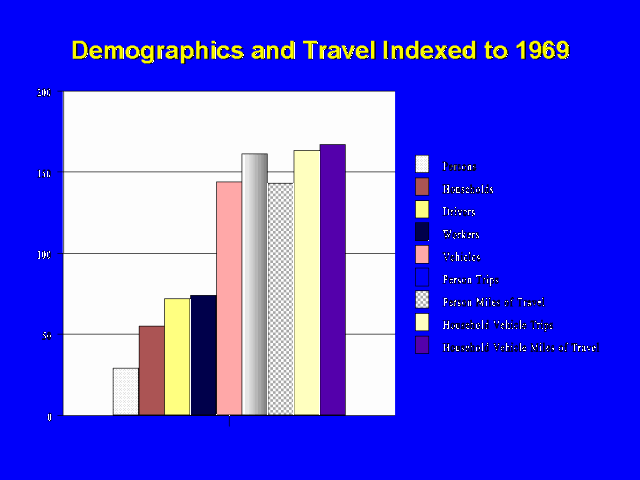 Demographics and Travel Indexed to 1969
200
150
100
50
0
Persons
Households
Drivers
Workers
Vehicles
Person Trips
Person Miles of Travel
Household Vehicle Trips
Household Vehicle Miles of Travel